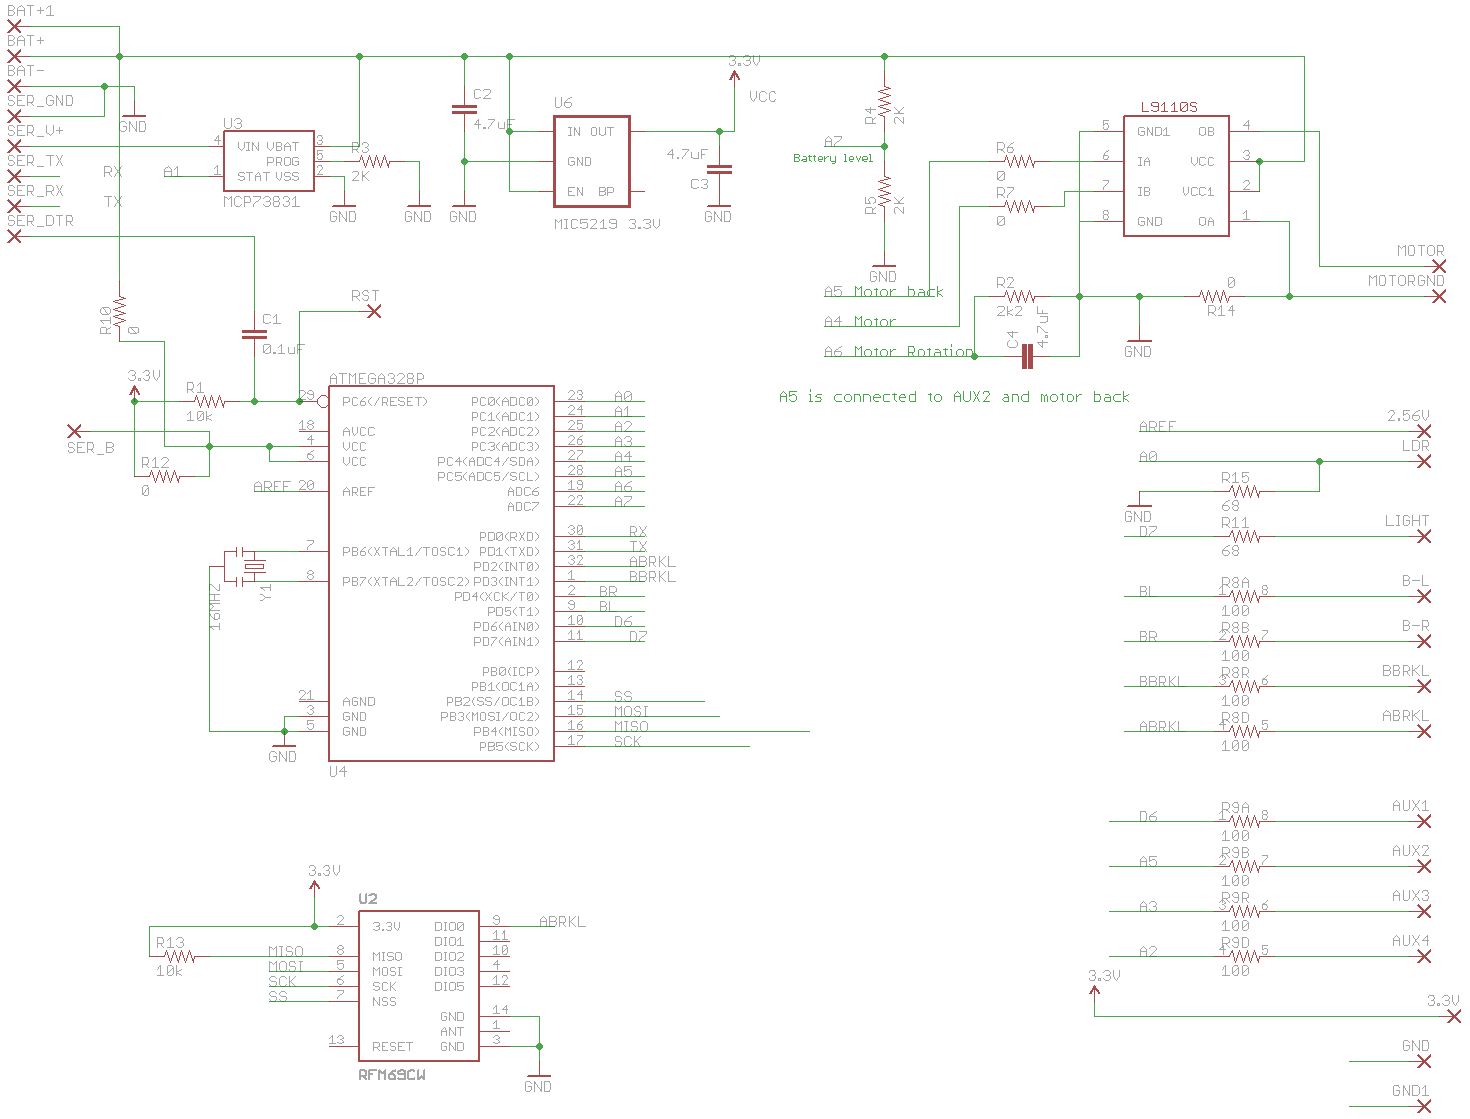 BAT+1
BAT+
BAT-
SER_GND
SER_V+
SER_TX
SER_RX
SER_DTR
GND
RX
TX
A1
U3
4 VIN VBAT 3
PROG 5
1 STAT VSS 2
MCP73831
GND
R3
2K
GND
C2
4.7uF
GND
U6
IN OUT
GND
EN BP
MIC5219 3.3V
3.3V
VCC
4.7uF
C3
GND
A7
Battery level
R4
2K
R5
2K
GND
R6
0
R7
0
L9110S
5 GND1 OB 4
6 IA VCC 3
7 IB VCC1 2
8 GND OA 1
MOTOR
MOTORGND
A5 Motor back
A4 Motor
A6 Motor Rotation
R2
2k2
C4
4.7uF
GND
0
R14
A5 is connected to AUX2 and motor back
R10
0
C1
0.1uF
RST
3.3V
R1
10k
SER_B
R12
0
AREF
16MHZ
Y1
GND
ATMEGA328P
29 PC6(/RESET)
18 AVCC
4 VCC
6 VCC
20 AREF
7 PB6(XTAL1/TOSC1)
8 PB7(XTAL2/TOSC2)
21 AGND
3 GND
5 GND
PC0(ADC0) 23 A0
PC1(ADC1) 24 A1
PC2(ADC2) 25 A2
PC3(ADC3) 26 A3
PC4(ADC4/SDA) 27 A4
PC5(ADC5/SCL) 28 A5
ADC6 19 A6
ADC7 22 A7
PD0(RXD) 30 RX
PD1(TXD) 31 TX
PD2(INT0) 32 ABRKL
PD3(INT1) 1 BBRKL
PD4(XCK/T0) 2 BR
PD5(T1) 9 BL
PD6(AIN0) 10 D6
PD7(AIN1) 11 D7
PB0(ICP) 12
PB1(OC1A) 13
PB2(SS/OC1B) 14 SS
PB3(MOSI/OC2) 15 MOSI
PB4(MISO) 16 MISO
PB5(SCK) 17 SCK
U4
AREF 2.56V
A0 LDR
R15
68
GND
D7 R11 LIGHT
68
BL 1 R8A 8 B-L
100
BR 2 R8B 7 B-R
100
BBRKL 3 R8R 6 BBRKL
100
ABRKL 4 R8D 5 ABRKL
100
D6 1 R9A 8 AUX1
100
A5 2 R9B 7 AUX2
100
A3 3 R9R 6 AUX3
100
A2 4 R9D 5 AUX4
100
3.3V
3.3V
GND
GND1
3.3V
R13
10k
MISO
MOSI
SCK
SS
U2
2 3.3V DIO0 9 ABRKL
DIO1 11
8 MISO DIO2 10
5 MOSI DIO3 4
6 SCK DIO5 12
7 NSS
GND 14
ANT 1
13 RESET GND 3
RFM69CW
GND